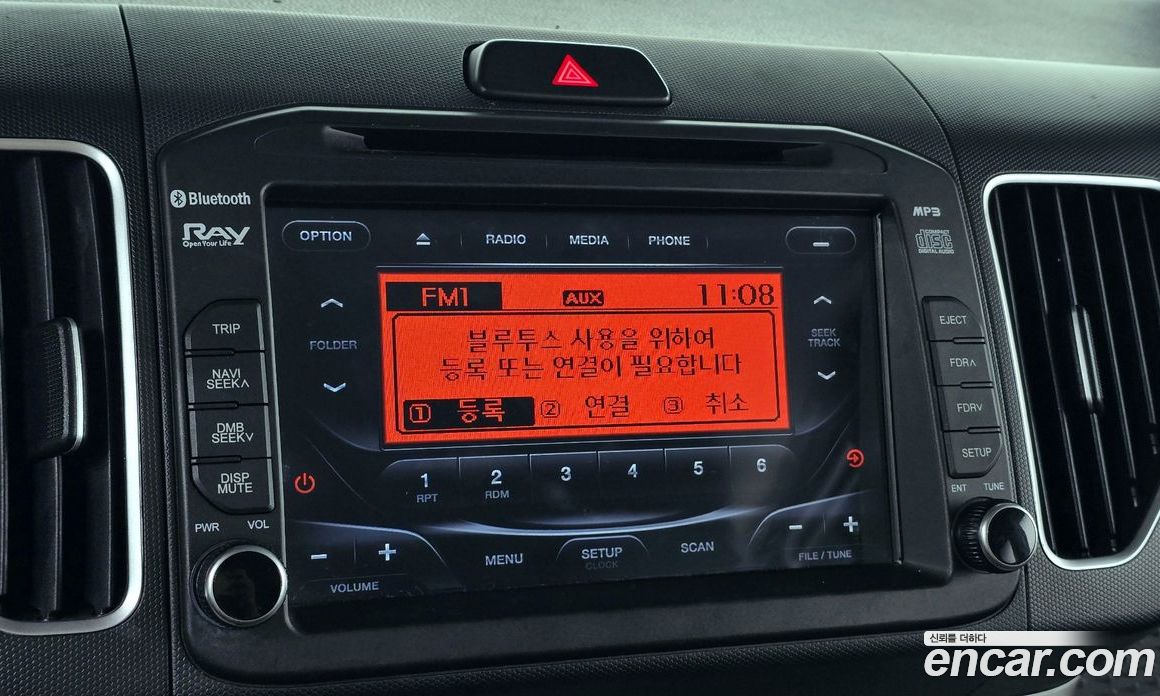 Bluetooth
RAY
Open Your Life
MP3
COMPACT
disc
DIGITAL AUDIO
OPTION
RADIO
MEDIA
PHONE
FM1 AUX 11:08
블루투스 사용을 위하여
등록 또는 연결이 필요합니다
① 등록 ② 연결 ③ 취소
FOLDER
SEEK
TRACK
TRIP
NAVI
SEEK∧
DMB
SEEK∨
DISP
MUTE
EJECT
FDR∧
FDR∨
SETUP
1 2 3 4 5 6
RPT RDM
PWR VOL
ENT TUNE
− +
VOLUME
MENU
SETUP
CLOCK
SCAN
− +
FILE / TUNE
신뢰를 더하다
encar.com